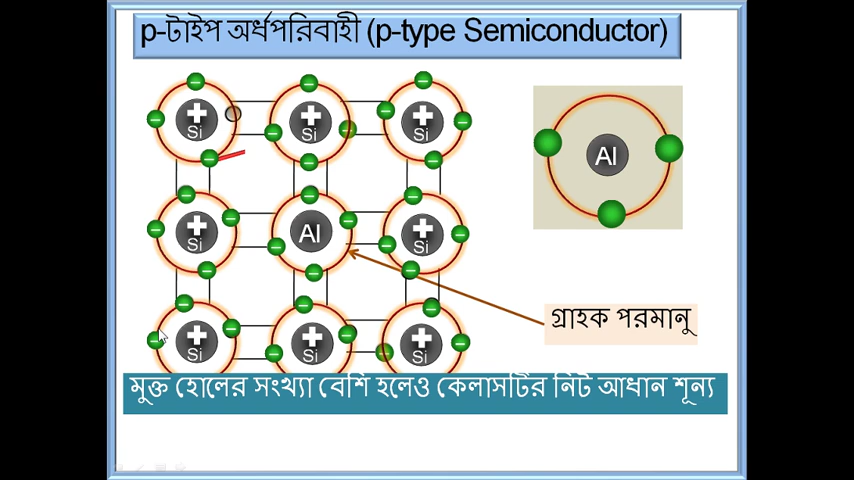 p-টাইপ অর্ধপরিবাহী (p-type Semiconductor)
Si Si Si
Al
Si Al Si
গ্রাহক পরমানু
Si Si Si
মুক্ত হোলের সংখ্যা বেশি হলেও কেলাসটির নিট আধান শূন্য